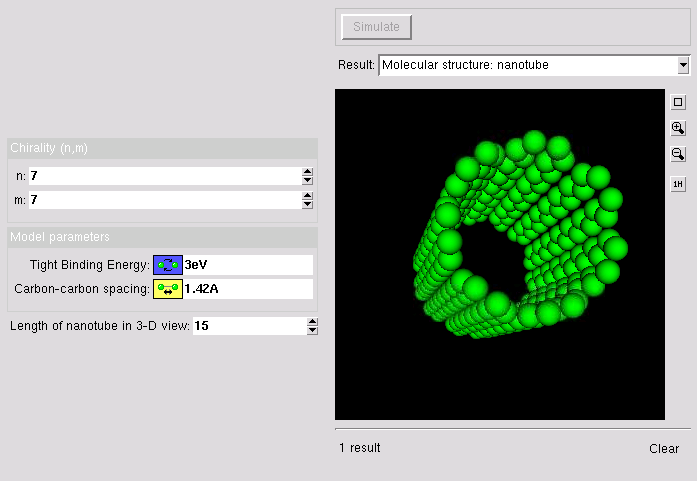 Simulate
Result: Molecular structure: nanotube
Chirality (n,m)
n: 7
m: 7
Model parameters
Tight Binding Energy: 3eV
Carbon-carbon spacing: 1.42A
Length of nanotube in 3-D view: 15
1H
1 result
Clear